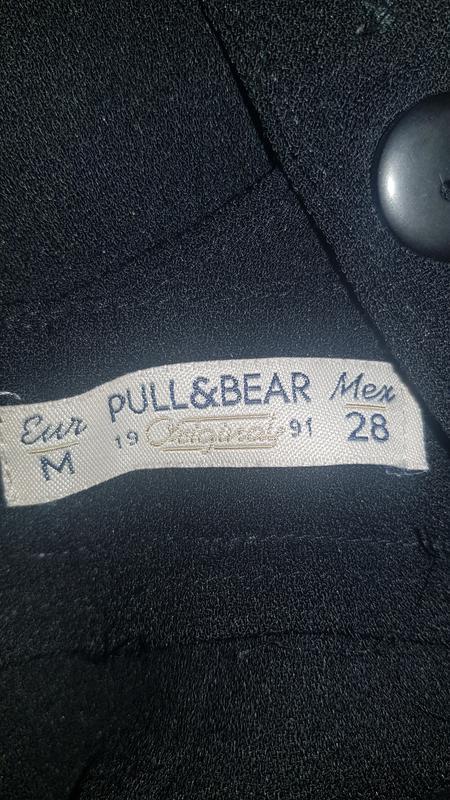 Eur PULL&BEAR Mex
M 19 Original 91 28